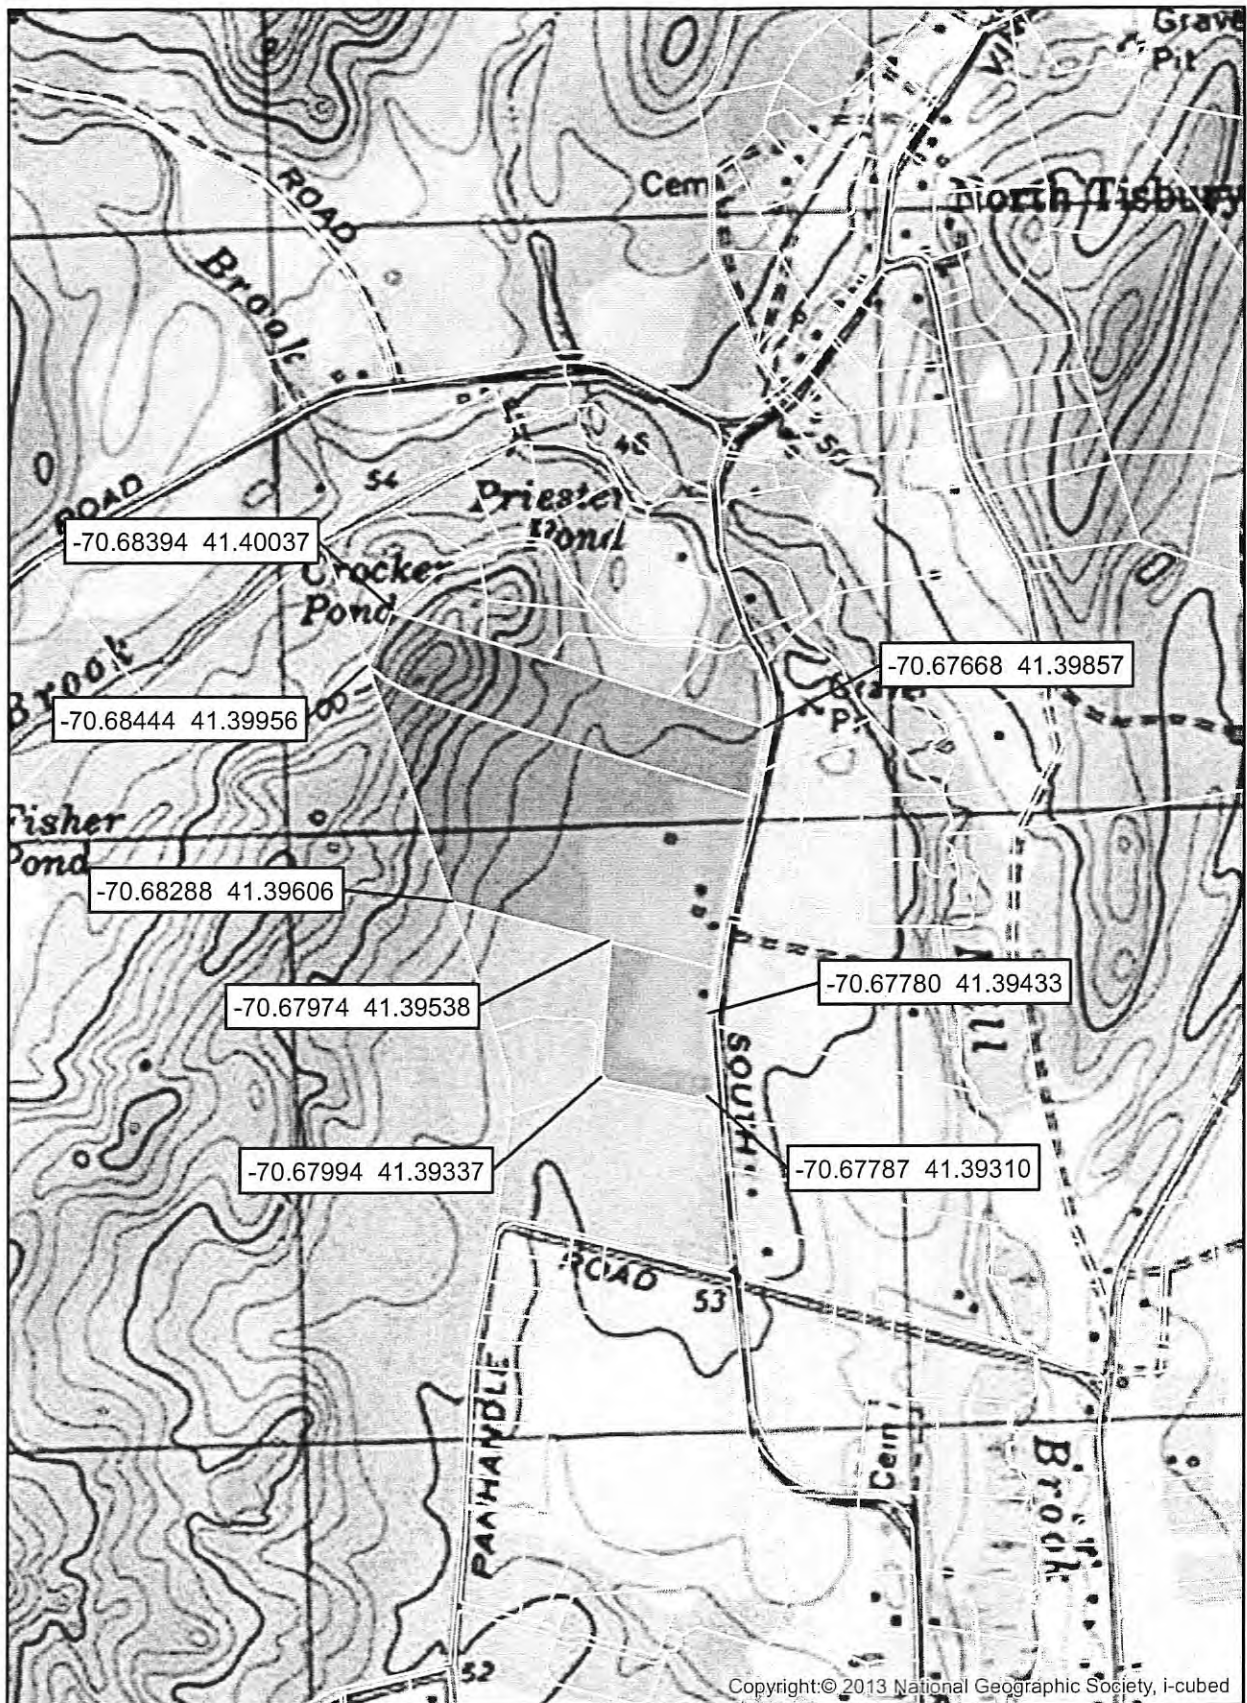 Grave
Pit
VI
ROAD
Cem
North Tisbury
Brook
50
46
54
Priester
Pond
ROAD
-70.68394 41.40037
Crocker
Pond
-70.67668 41.39857
Brook
Gravel
-70.68444 41.39956
Fisher
Pond
-70.68288 41.39606
-70.67974 41.39538
-70.67780 41.39433
SOUTH
-70.67994 41.39337
-70.67787 41.39310
ROAD
53
PANHANDLE
Cem
Brook
52
Copyright:© 2013 National Geographic Society, i-cubed